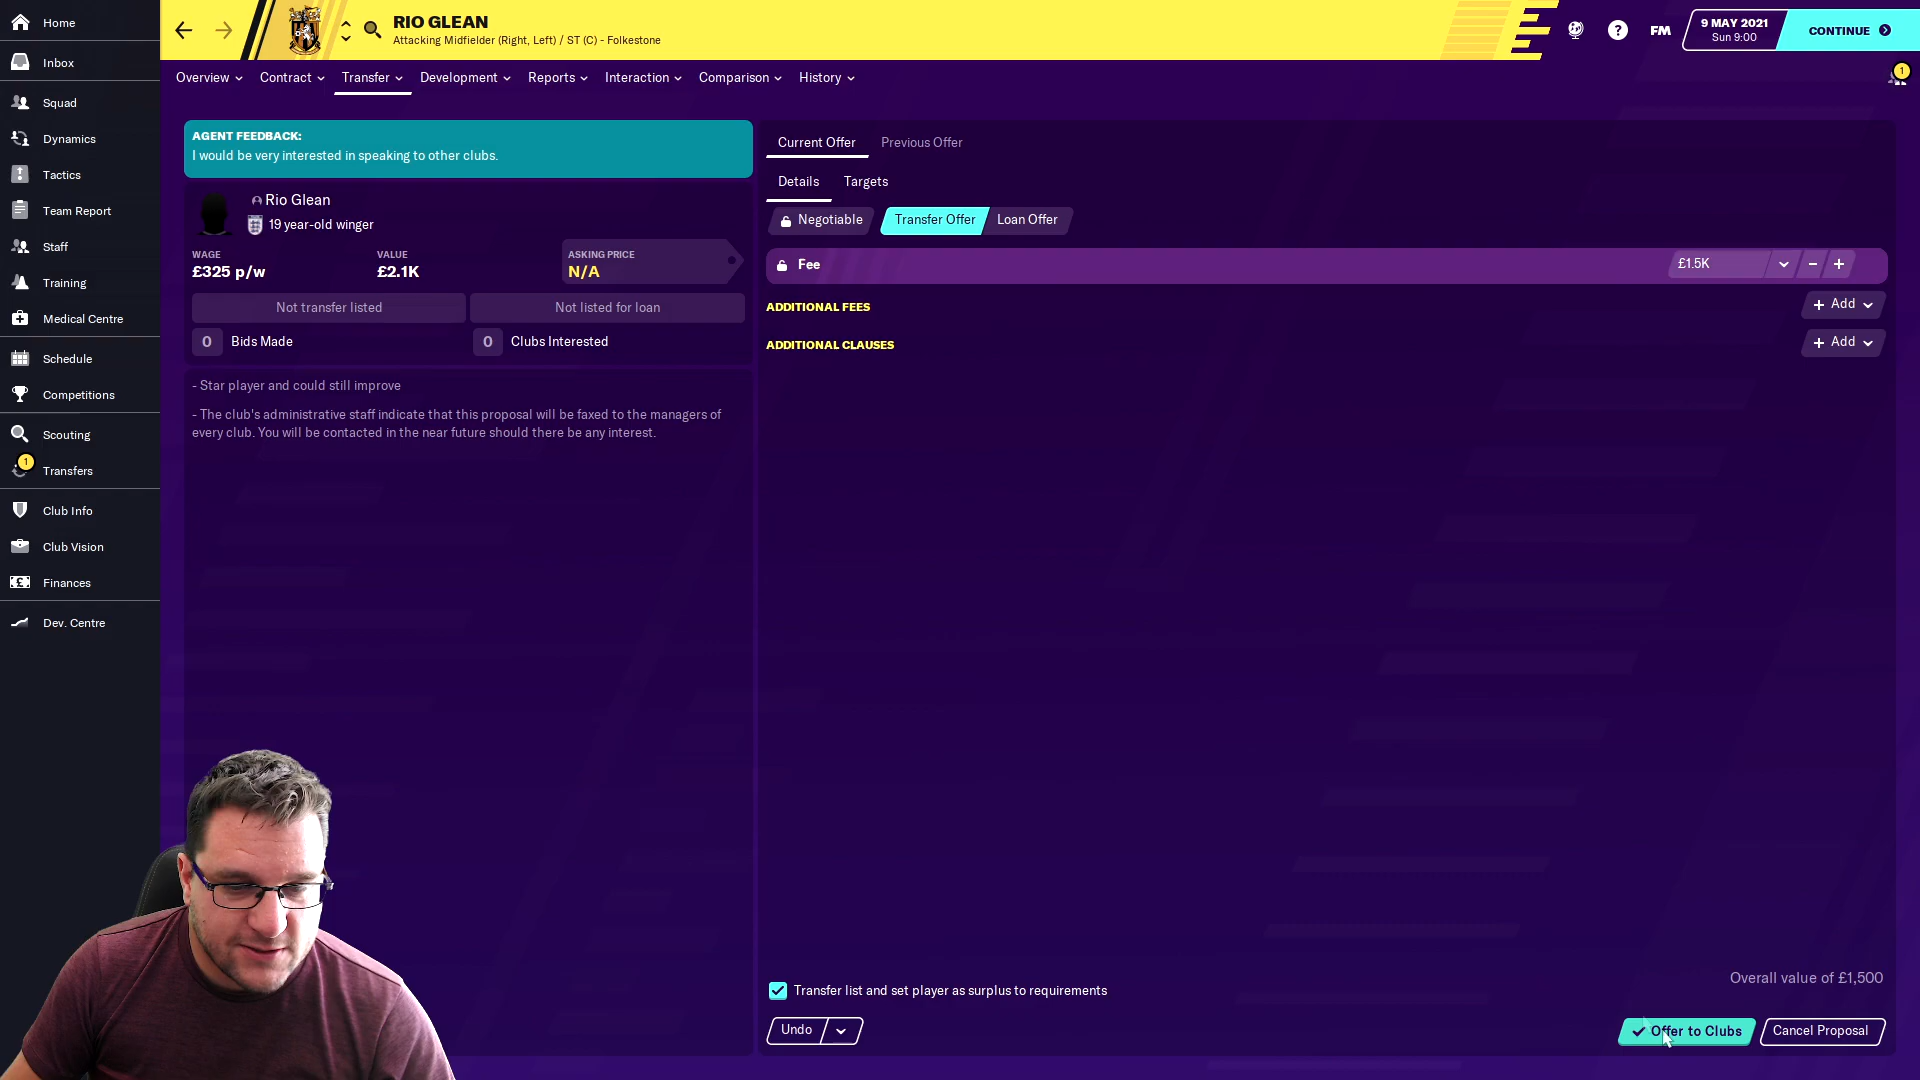 Home
Inbox
Squad
Dynamics
Tactics
Team Report
Staff
Training
Medical Centre
Schedule
Competitions
Scouting
1
Transfers
Club Info
Club Vision
Finances
Dev. Centre
RIO GLEAN
Attacking Midfielder (Right, Left) / ST (C) - Folkestone
?
FM
9 MAY 2021
Sun 9:00
CONTINUE
Overview
Contract
Transfer
Development
Reports
Interaction
Comparison
History
1
AGENT FEEDBACK:
I would be very interested in speaking to other clubs.
Rio Glean
19 year-old winger
WAGE
£325 p/w
VALUE
£2.1K
ASKING PRICE
N/A
Not transfer listed
Not listed for loan
0 Bids Made
0 Clubs Interested
- Star player and could still improve
- The club's administrative staff indicate that this proposal will be faxed to the managers of
every club. You will be contacted in the near future should there be any interest.
Current Offer
Previous Offer
Details
Targets
Negotiable
Transfer Offer
Loan Offer
Fee
£1.5K
ADDITIONAL FEES
+ Add
ADDITIONAL CLAUSES
+ Add
Overall value of £1,500
Transfer list and set player as surplus to requirements
Undo
Offer to Clubs
Cancel Proposal